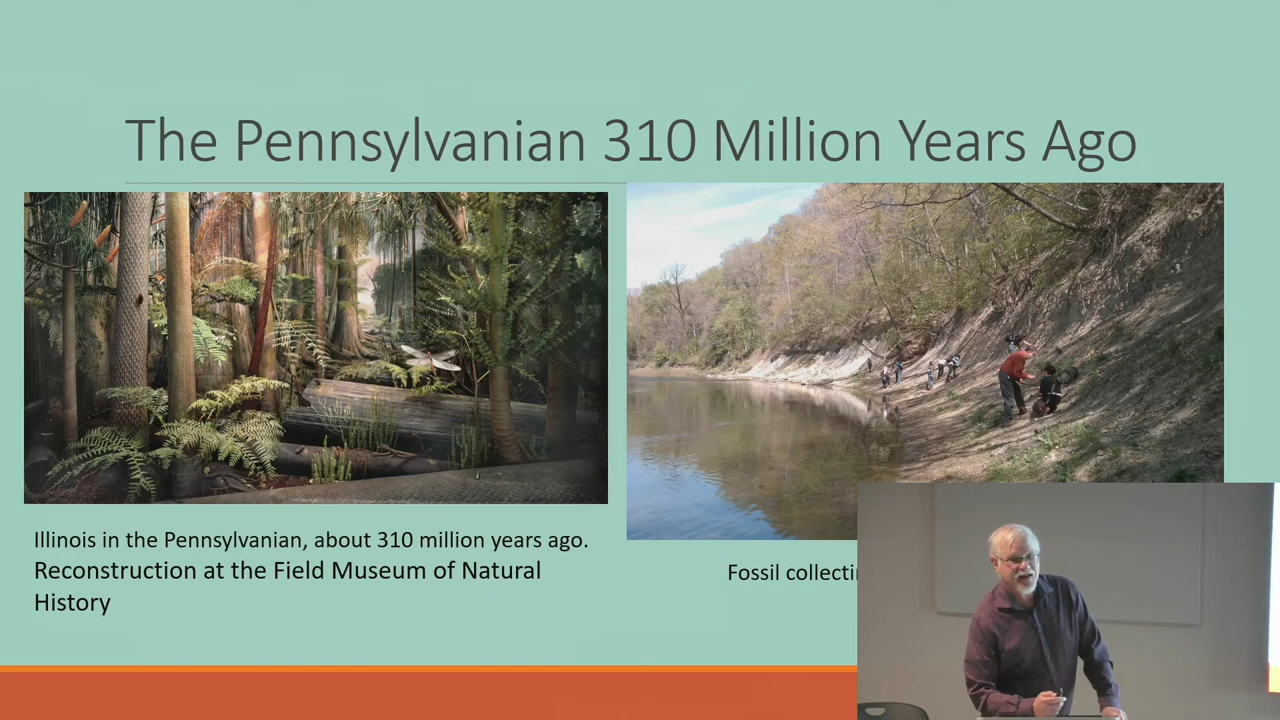 The Pennsylvanian 310 Million Years Ago
Illinois in the Pennsylvanian, about 310 million years ago.
Reconstruction at the Field Museum of Natural
History
Fossil